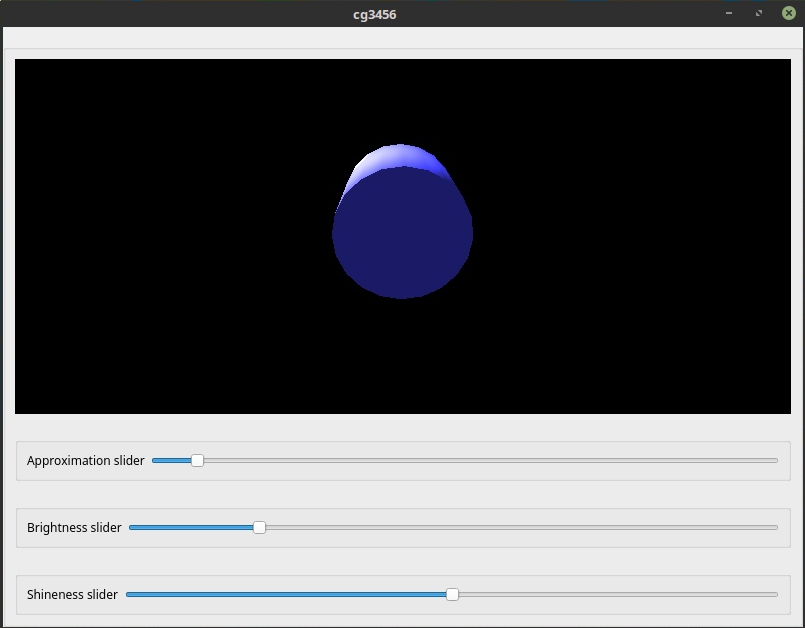 cg3456
Approximation slider
Brightness slider
Shineness slider